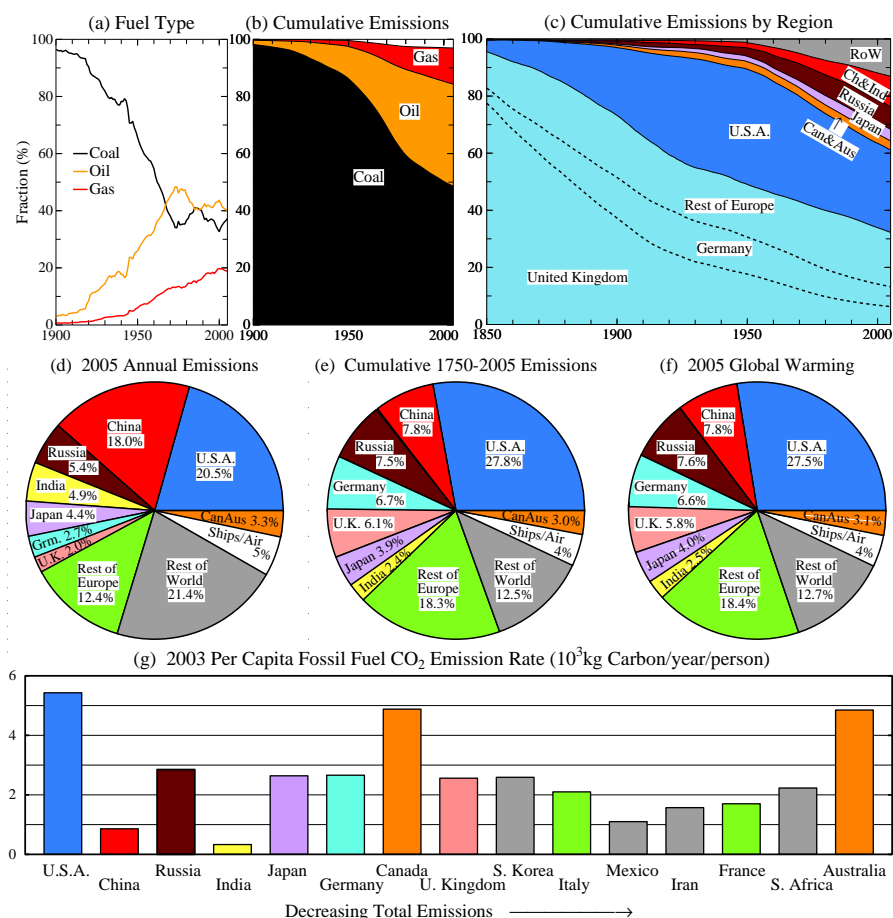 (a) Fuel Type
(b) Cumulative Emissions
(c) Cumulative Emissions by Region
Fraction (%)
100
80
60
40
20
0
Coal
Oil
Gas
1900
1950
2000
Gas
Oil
Coal
1900
1950
2000
100
80
60
40
20
0
RoW
Ch&Ind
Russia
Japan
Can&Aus
U.S.A.
Rest of Europe
Germany
United Kingdom
1850
1900
1950
2000
(d) 2005 Annual Emissions
China
18.0%
U.S.A.
20.5%
Russia
5.4%
India
4.9%
Japan 4.4%
Grm. 2.7%
U.K. 2.0%
Rest of
Europe
12.4%
Rest of
World
21.4%
Ships/Air
5%
CanAus 3.3%
(e) Cumulative 1750-2005 Emissions
China
7.8%
U.S.A.
27.8%
Russia
7.5%
Germany
6.7%
U.K. 6.1%
Japan 3.9%
India 2.4%
Rest of
Europe
18.3%
Rest of
World
12.5%
Ships/Air
4%
CanAus 3.0%
(f) 2005 Global Warming
China
7.8%
U.S.A.
27.5%
Russia
7.6%
Germany
6.6%
U.K. 5.8%
Japan 4.0%
India 2.5%
Rest of
Europe
18.4%
Rest of
World
12.7%
Ships/Air
4%
CanAus 3.1%
(g) 2003 Per Capita Fossil Fuel CO₂ Emission Rate (10³kg Carbon/year/person)
6
4
2
0
U.S.A.
China
Russia
India
Japan
Germany
Canada
U. Kingdom
S. Korea
Italy
Mexico
Iran
France
S. Africa
Australia
Decreasing Total Emissions →